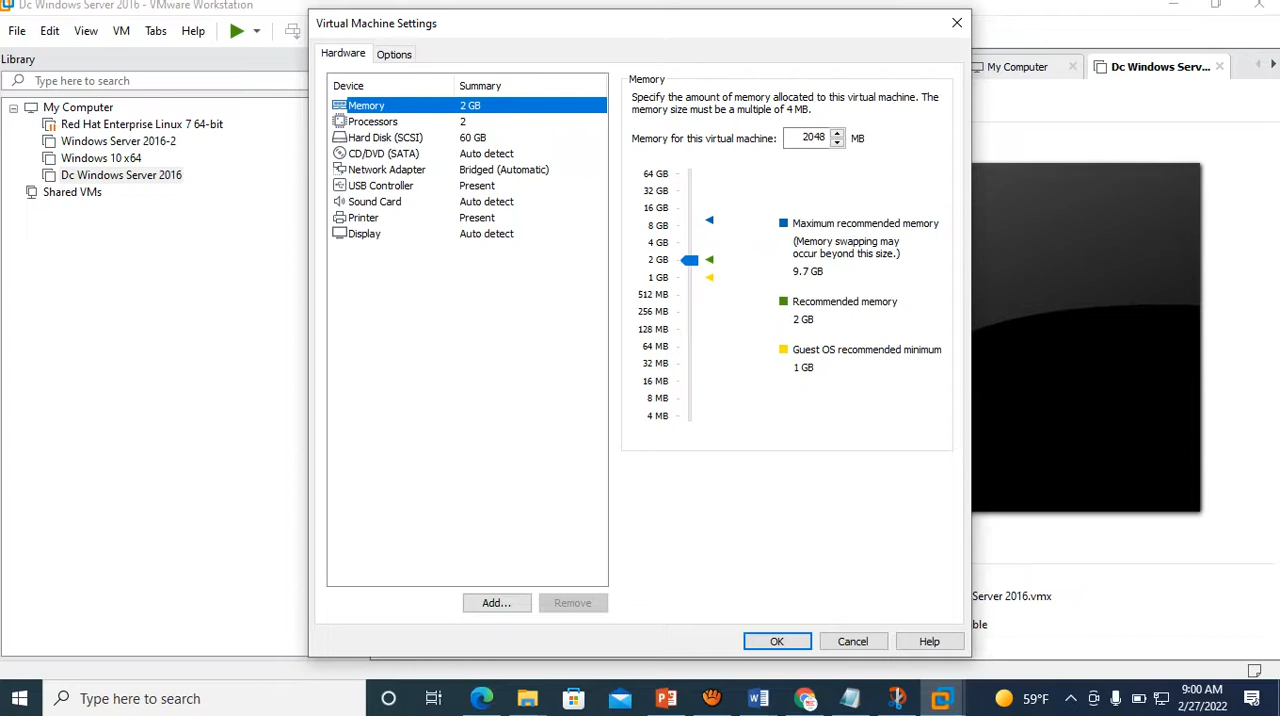 Dc Windows Server 2016 - VMware Workstation
File Edit View VM Tabs Help
Library
Type here to search
My Computer
Red Hat Enterprise Linux 7 64-bit
Windows Server 2016-2
Windows 10 x64
Dc Windows Server 2016
Shared VMs
Virtual Machine Settings
Hardware Options
Device Summary
Memory 2 GB
Processors 2
Hard Disk (SCSI) 60 GB
CD/DVD (SATA) Auto detect
Network Adapter Bridged (Automatic)
USB Controller Present
Sound Card Auto detect
Printer Present
Display Auto detect
Add... Remove
Memory
Specify the amount of memory allocated to this virtual machine. The
memory size must be a multiple of 4 MB.
Memory for this virtual machine: 2048 MB
64 GB
32 GB
16 GB
8 GB
4 GB
2 GB
1 GB
512 MB
256 MB
128 MB
64 MB
32 MB
16 MB
8 MB
4 MB
Maximum recommended memory
(Memory swapping may
occur beyond this size.)
9.7 GB
Recommended memory
2 GB
Guest OS recommended minimum
1 GB
OK Cancel Help
My Computer Dc Windows Serv...
Server 2016.vmx
ble
Type here to search
59°F
9:00 AM
2/27/2022